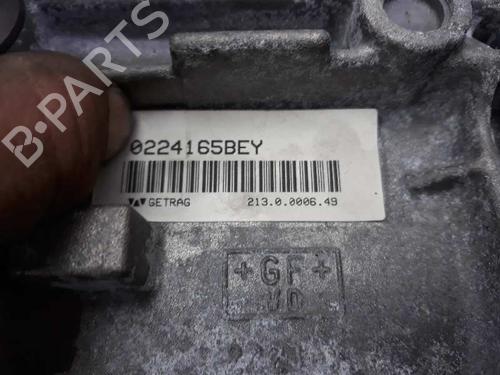 B-PARTS
0224165BEY
GETRAG 213.0.0006.49
+GF+